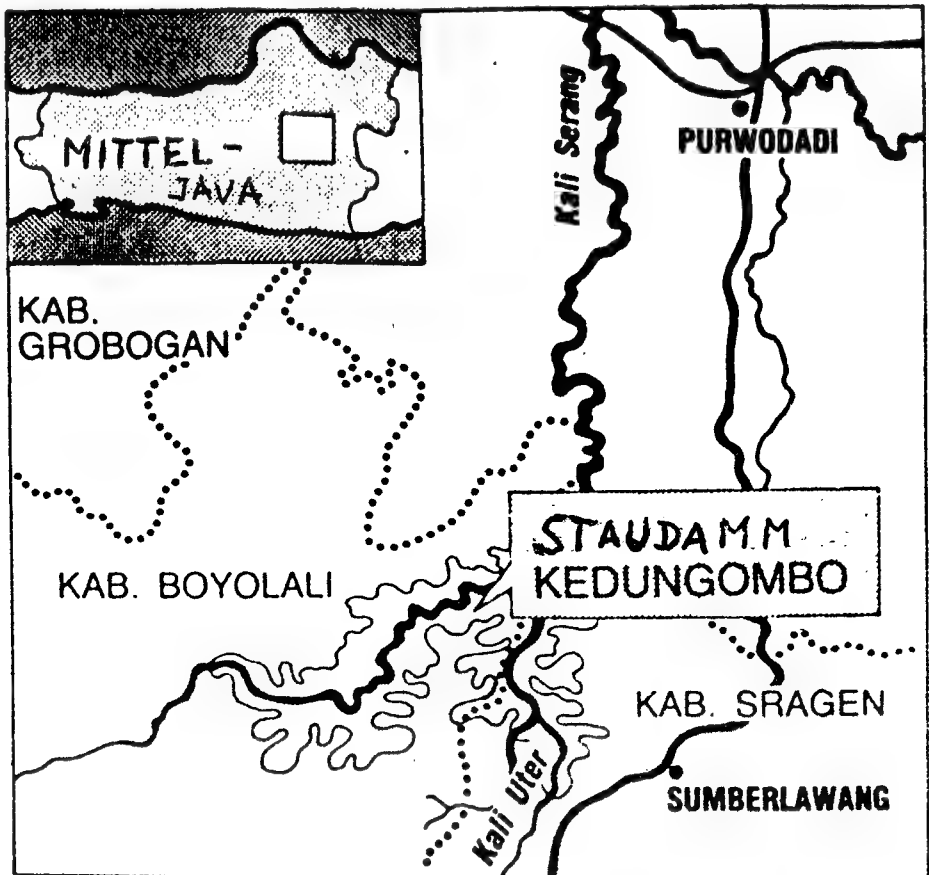 MITTEL-
JAVA
Kali Serang
PURWODADI
KAB.
GROBOGAN
STAUDAMM
KEDUNGOMBO
KAB. BOYOLALI
KAB. SRAGEN
Kali Uter
SUMBERLAWANG